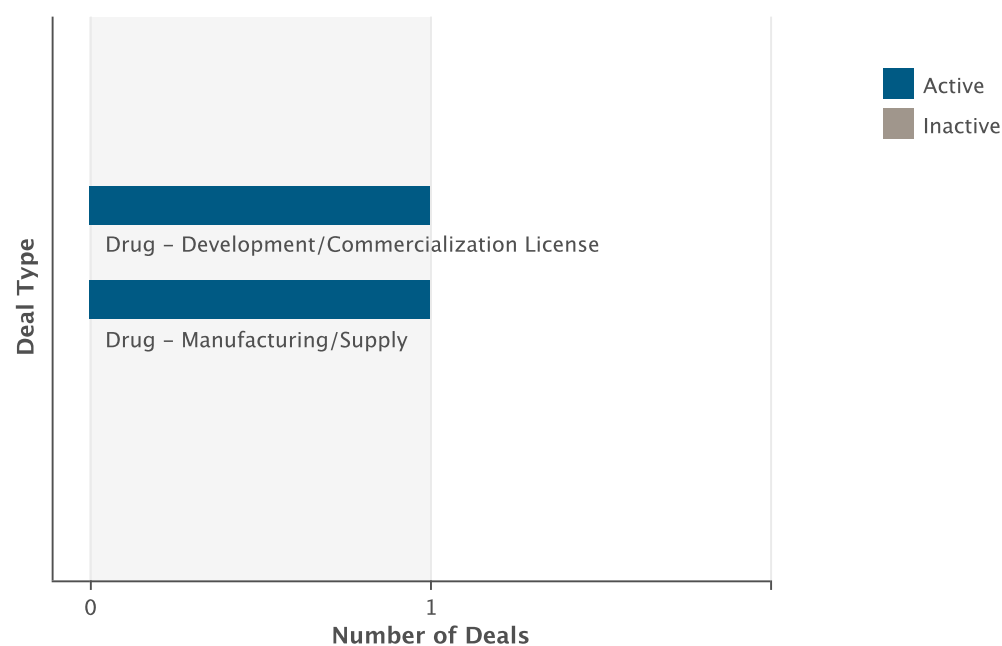 Active
Inactive
Drug – Development/Commercialization License
Drug – Manufacturing/Supply
Deal Type
0
1
Number of Deals